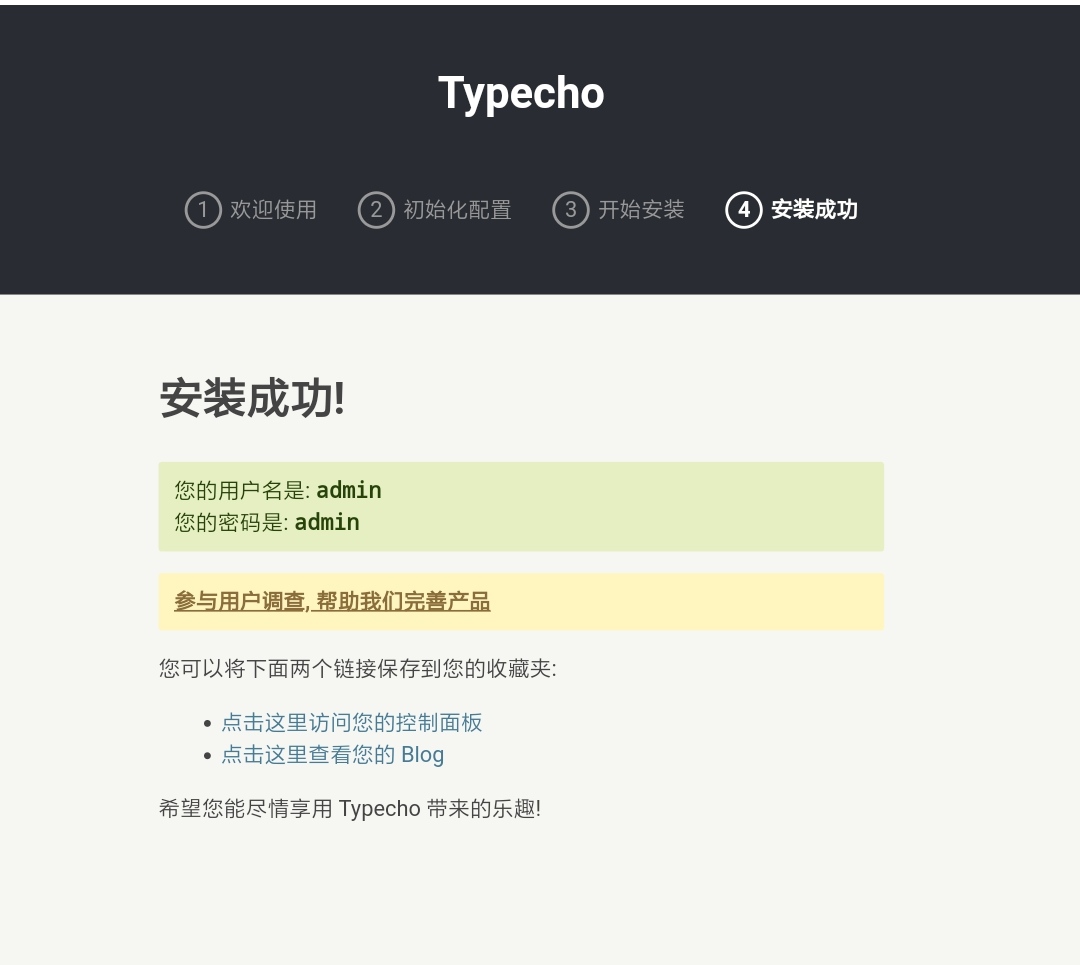 Typecho
1 欢迎使用 2 初始化配置 3 开始安装 4 安装成功
安装成功!
您的用户名是: admin
您的密码是: admin
参与用户调查, 帮助我们完善产品
您可以将下面两个链接保存到您的收藏夹:
• 点击这里访问您的控制面板
• 点击这里查看您的 Blog
希望您能尽情享用 Typecho 带来的乐趣!